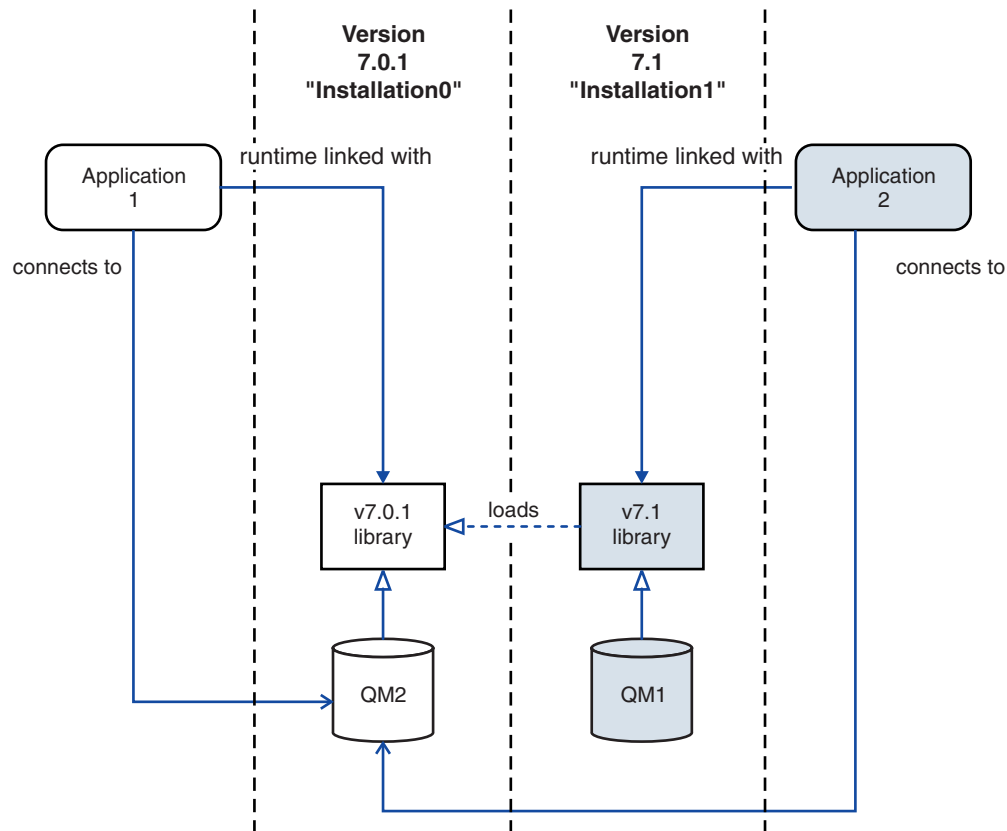 Version
7.0.1
"Installation0"
Version
7.1
"Installation1"
Application
1
runtime linked with
runtime linked with
Application
2
connects to
connects to
v7.0.1
library
loads
v7.1
library
QM2
QM1